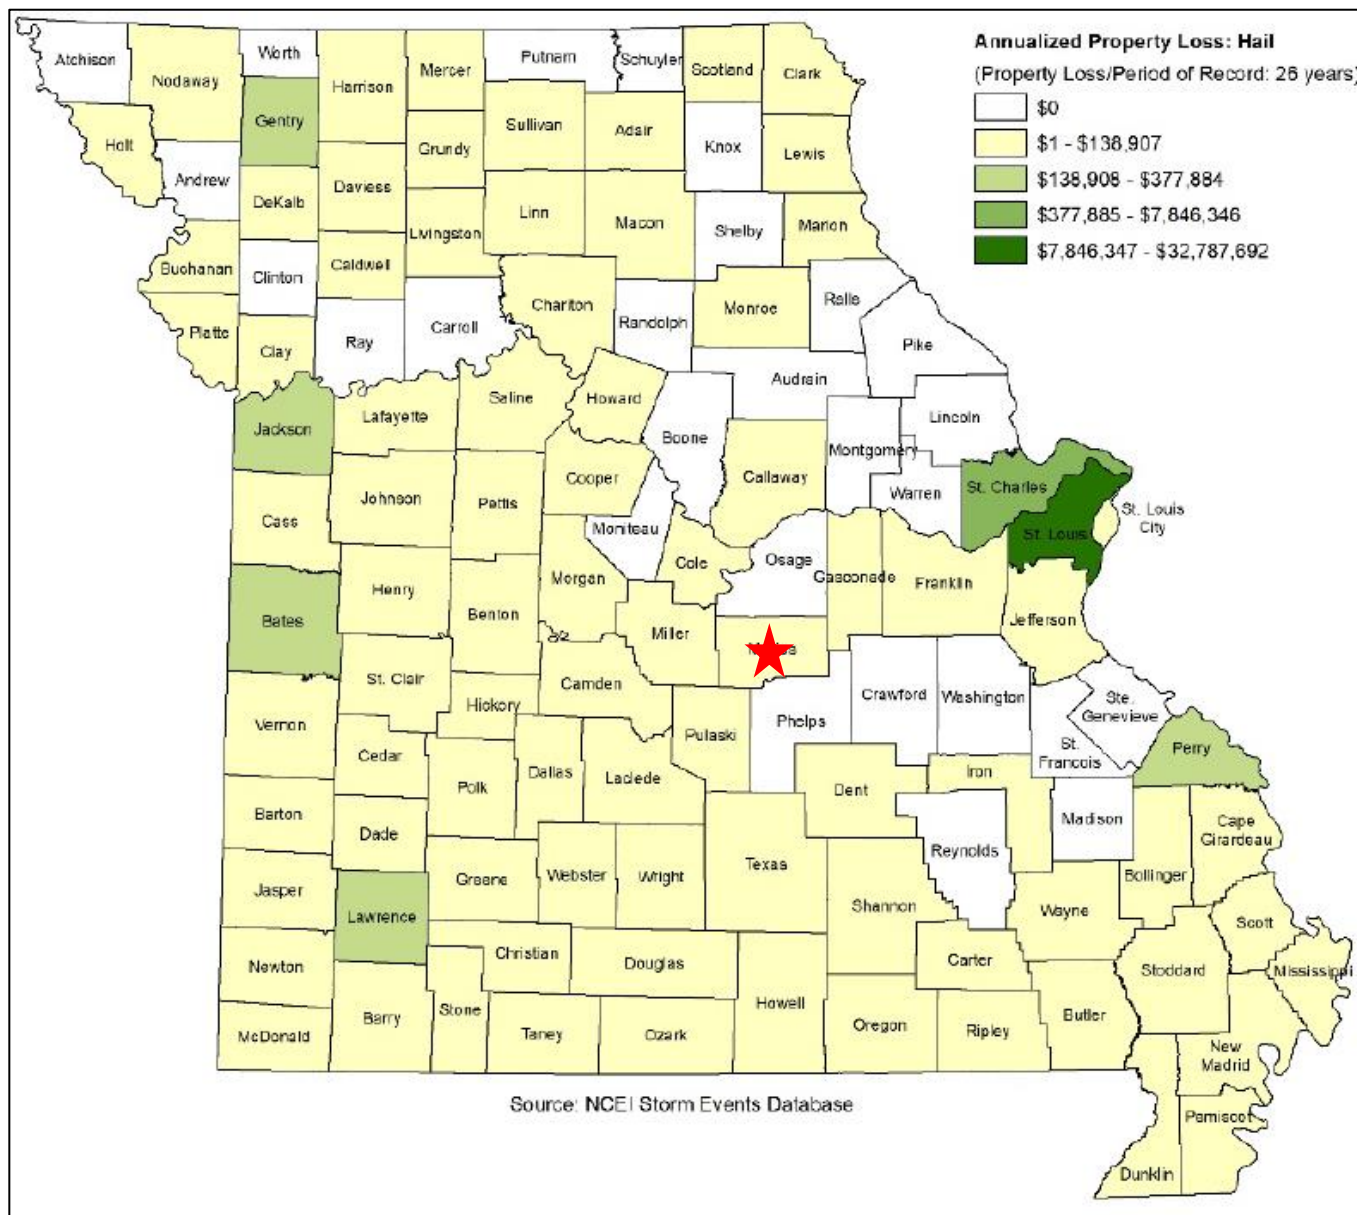 Annualized Property Loss: Hail
(Property Loss/Period of Record: 26 years)
$0
$1 - $138,907
$138,908 - $377,884
$377,885 - $7,846,346
$7,846,347 - $32,787,692
Atchison
Nodaway
Worth
Harrison
Mercer
Putnam
Schuyler
Scotland
Clark
Holt
Gentry
Andrew
DeKalb
Daviess
Grundy
Sullivan
Adair
Knox
Lewis
Livingston
Linn
Macon
Shelby
Marion
Buchanan
Clinton
Caldwell
Platte
Clay
Ray
Carroll
Chariton
Randolph
Monroe
Ralls
Pike
Audrain
Jackson
Lafayette
Saline
Howard
Boone
Callaway
Montgomery
Lincoln
Warren
St. Charles
St. Louis
St. Louis
City
Cass
Johnson
Pettis
Cooper
Moniteau
Cole
Osage
Gasconade
Franklin
Jefferson
Bates
Henry
Benton
Morgan
Miller
St. Clair
Hickory
Camden
Pulaski
Phelps
Crawford
Washington
Ste.
Genevieve
St.
Francois
Perry
Vernon
Cedar
Polk
Dallas
Laclede
Dent
Iron
Madison
Barton
Dade
Greene
Webster
Wright
Texas
Reynolds
Bollinger
Cape
Girardeau
Jasper
Lawrence
Christian
Douglas
Shannon
Wayne
Scott
Newton
Stone
Howell
Carter
Stoddard
Mississippi
McDonald
Barry
Taney
Ozark
Oregon
Ripley
Butler
New
Madrid
Pemiscot
Dunklin
Source: NCEI Storm Events Database